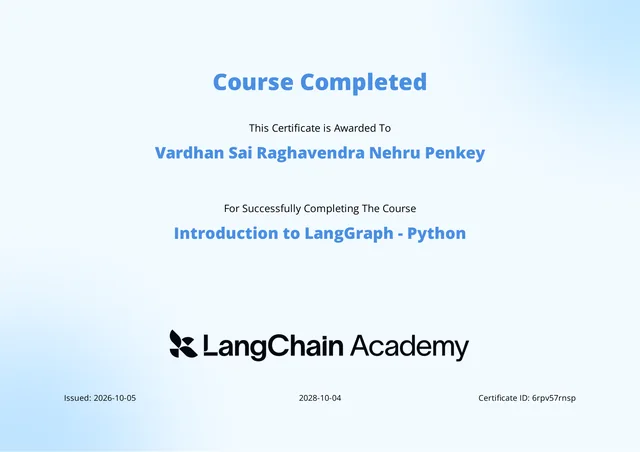 Course Completed
This Certificate is Awarded To
Vardhan Sai Raghavendra Nehru Penkey
For Successfully Completing The Course
Introduction to LangGraph - Python
LangChain Academy
Issued: 2026-10-05
2028-10-04
Certificate ID: 6rpv57rnsp